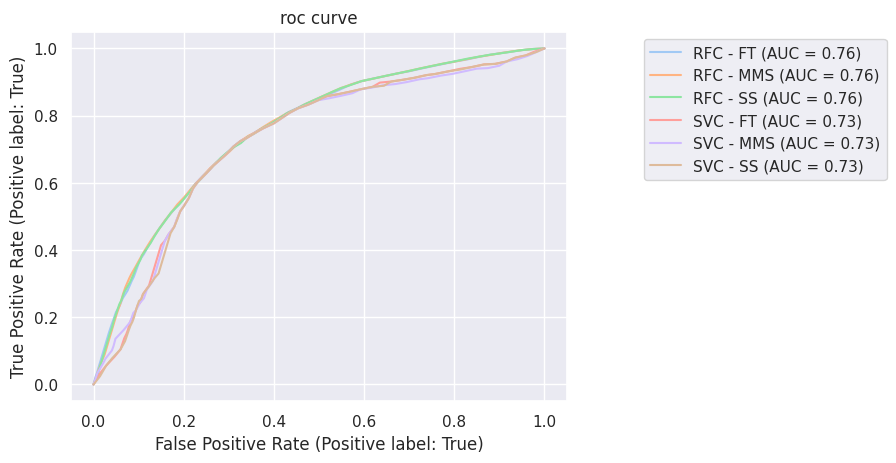 roc curve
True Positive Rate (Positive label: True)
1.0
0.8
0.6
0.4
0.2
0.0
0.0 0.2 0.4 0.6 0.8 1.0
False Positive Rate (Positive label: True)
RFC - FT (AUC = 0.76)
RFC - MMS (AUC = 0.76)
RFC - SS (AUC = 0.76)
SVC - FT (AUC = 0.73)
SVC - MMS (AUC = 0.73)
SVC - SS (AUC = 0.73)